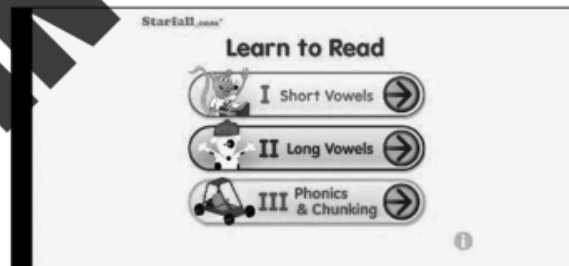 Starfall.com
Learn to Read
I Short Vowels
II Long Vowels
III Phonics
& Chunking